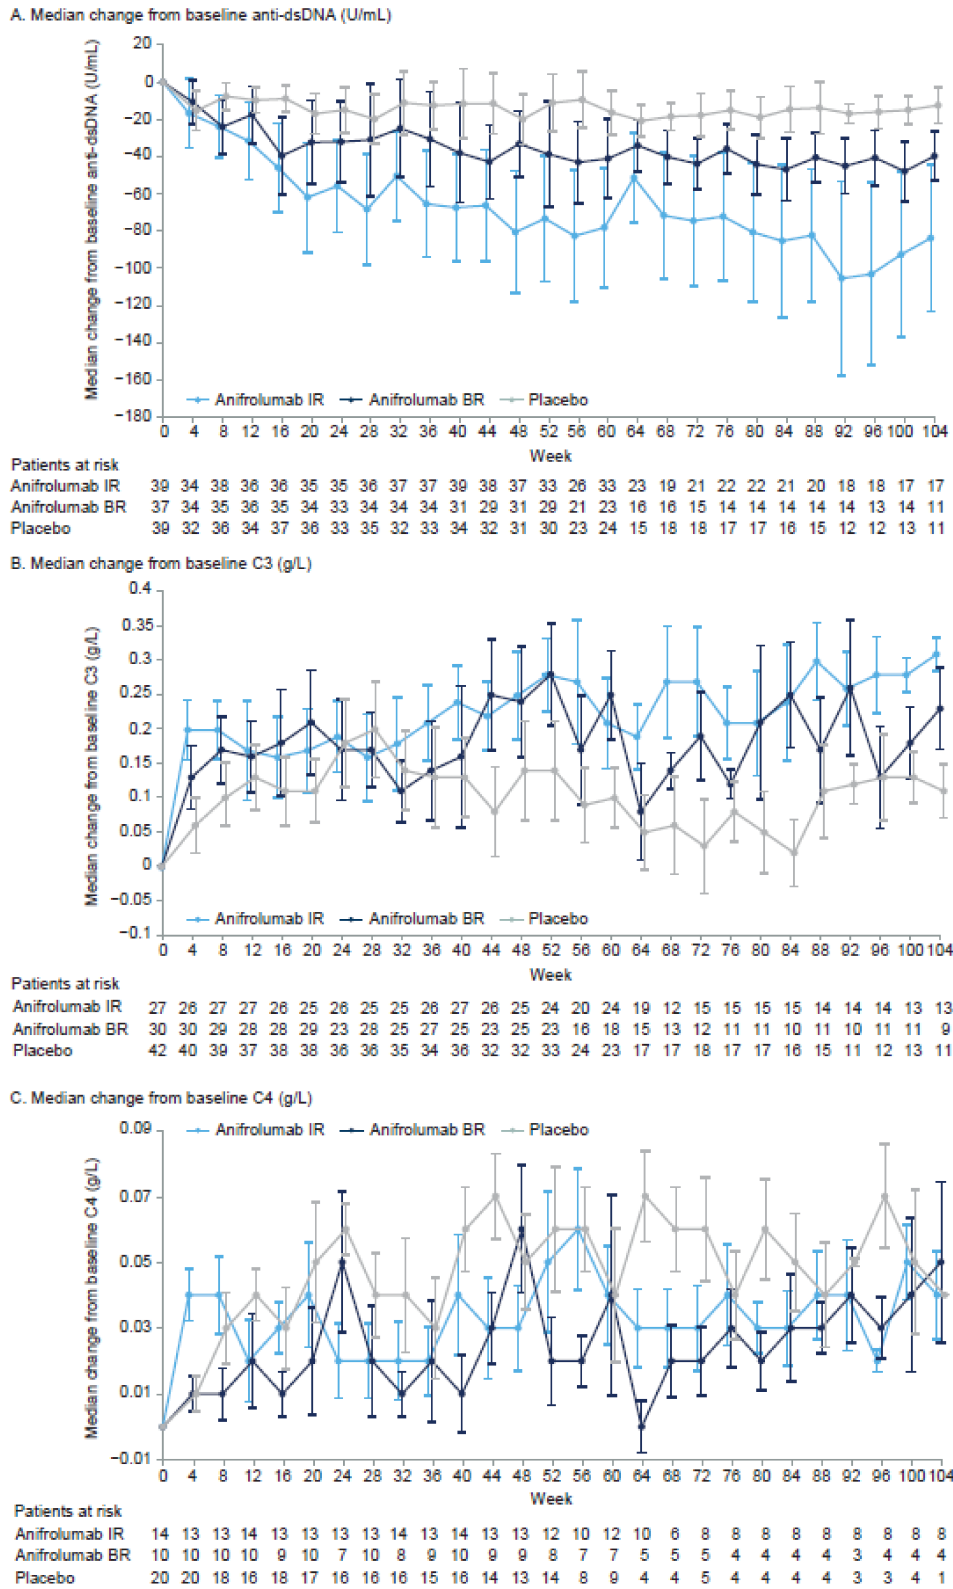 A. Median change from baseline anti-dsDNA (U/mL)
Median change from baseline anti-dsDNA (U/mL)
20
0
−20
−40
−60
−80
−100
−120
−140
−160
−180
Anifrolumab IR Anifrolumab BR Placebo
0 4 8 12 16 20 24 28 32 36 40 44 48 52 56 60 64 68 72 76 80 84 88 92 96 100 104
Week
Patients at risk
Anifrolumab IR 39 34 38 36 36 35 35 36 37 37 39 38 37 33 26 33 23 19 21 22 22 21 20 18 18 17 17
Anifrolumab BR 37 34 35 36 35 34 33 34 34 34 31 29 31 29 21 23 16 16 15 14 14 14 14 14 13 14 11
Placebo 39 32 36 34 37 36 33 35 32 33 34 32 31 30 23 24 15 18 18 17 17 16 15 12 12 13 11
B. Median change from baseline C3 (g/L)
Median change from baseline C3 (g/L)
0.4
0.35
0.3
0.25
0.2
0.15
0.1
0.05
0
−0.05
−0.1
Anifrolumab IR Anifrolumab BR Placebo
0 4 8 12 16 20 24 28 32 36 40 44 48 52 56 60 64 68 72 76 80 84 88 92 96 100 104
Week
Patients at risk
Anifrolumab IR 27 26 27 27 26 25 26 25 25 26 27 26 25 24 20 24 19 12 15 15 15 15 14 14 14 13 13
Anifrolumab BR 30 30 29 28 28 29 23 28 25 27 25 23 25 23 16 18 15 13 12 11 11 10 11 10 11 11 9
Placebo 42 40 39 37 38 38 36 36 35 34 36 32 32 33 24 23 17 17 18 17 17 16 15 11 12 13 11
C. Median change from baseline C4 (g/L)
Median change from baseline C4 (g/L)
0.09
0.07
0.05
0.03
0.01
−0.01
Anifrolumab IR Anifrolumab BR Placebo
0 4 8 12 16 20 24 28 32 36 40 44 48 52 56 60 64 68 72 76 80 84 88 92 96 100 104
Week
Patients at risk
Anifrolumab IR 14 13 13 14 13 13 13 13 14 13 14 13 13 12 10 12 10 6 8 8 8 8 8 8 8 8 8
Anifrolumab BR 10 10 10 10 9 10 7 10 8 9 10 9 9 8 7 7 5 5 5 4 4 4 4 3 4 4 4
Placebo 20 20 18 16 18 17 16 16 16 15 16 14 13 14 8 9 4 4 5 4 4 4 4 3 3 4 1